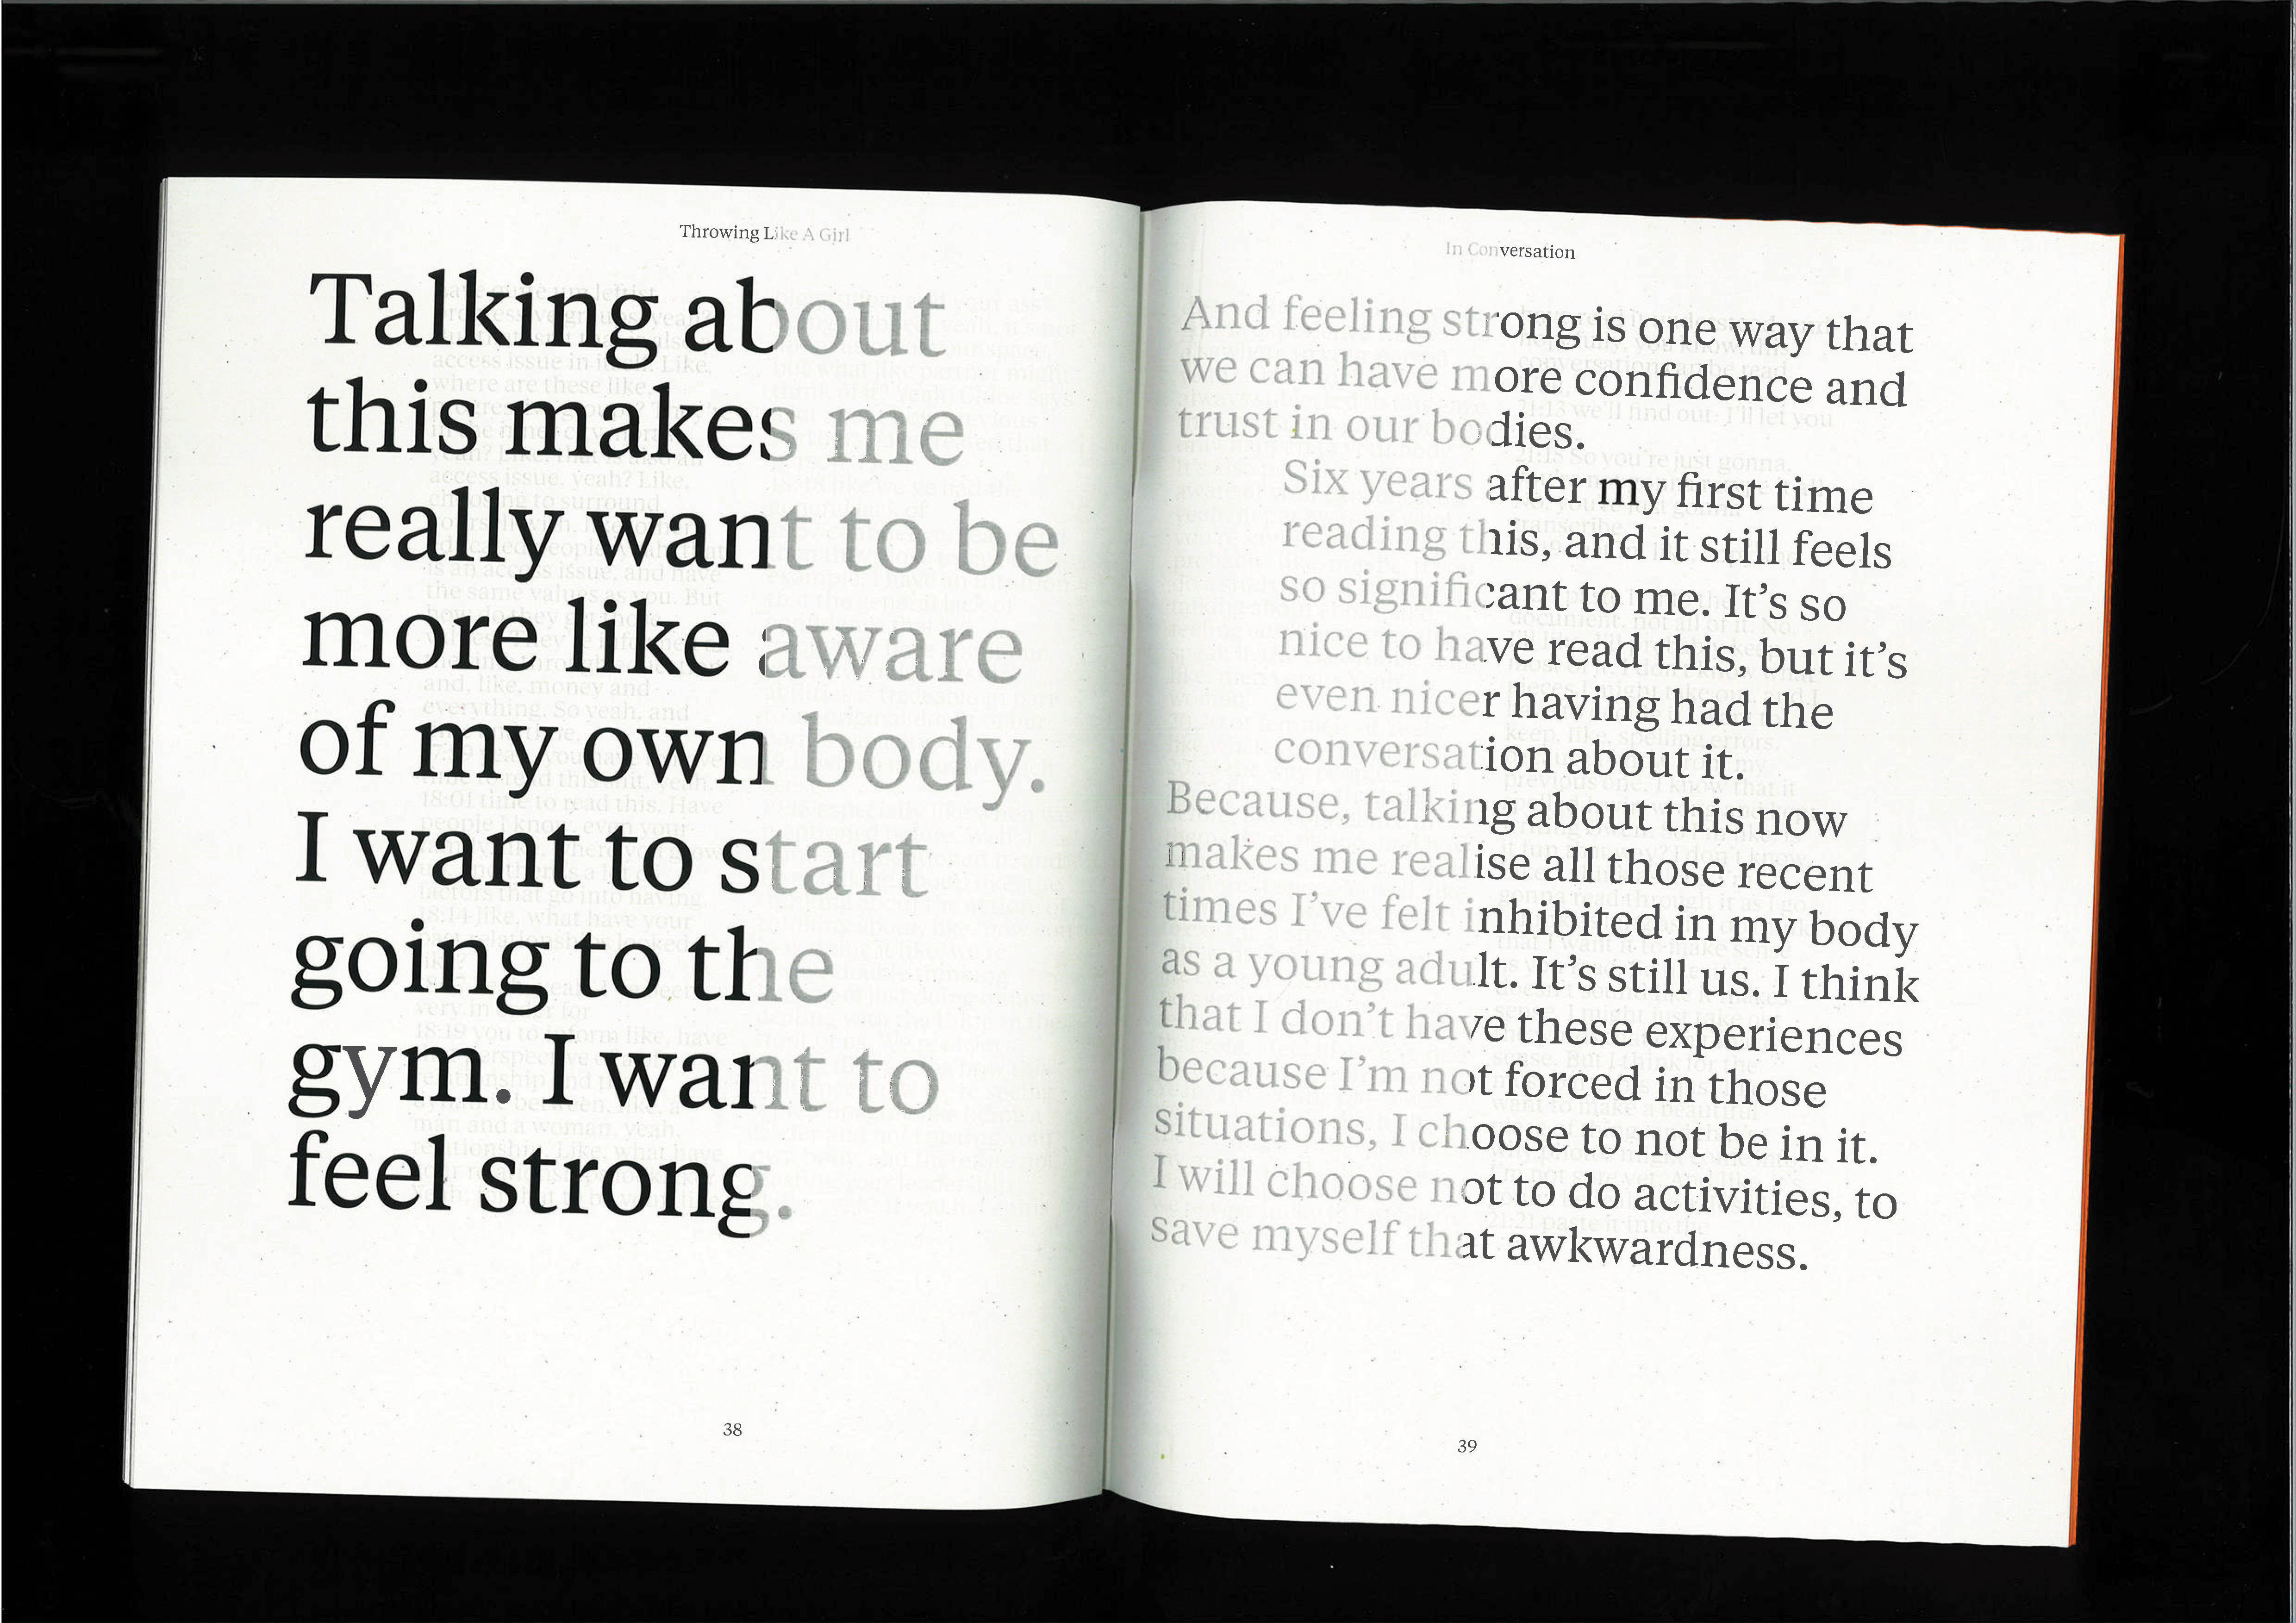 Throwing Like A Girl
Talking about
this makes me
really want to be
more like aware
of my own body.
I want to start
going to the
gym. I want to
feel strong.
38
In Conversation
And feeling strong is one way that
we can have more confidence and
trust in our bodies.
Six years after my first time
reading this, and it still feels
so significant to me. It's so
nice to have read this, but it's
even nicer having had the
conversation about it.
Because, talking about this now
makes me realise all those recent
times I've felt inhibited in my body
as a young adult. It's still us. I think
that I don't have these experiences
because I'm not forced in those
situations, I choose to not be in it.
I will choose not to do activities, to
save myself that awkwardness.
39